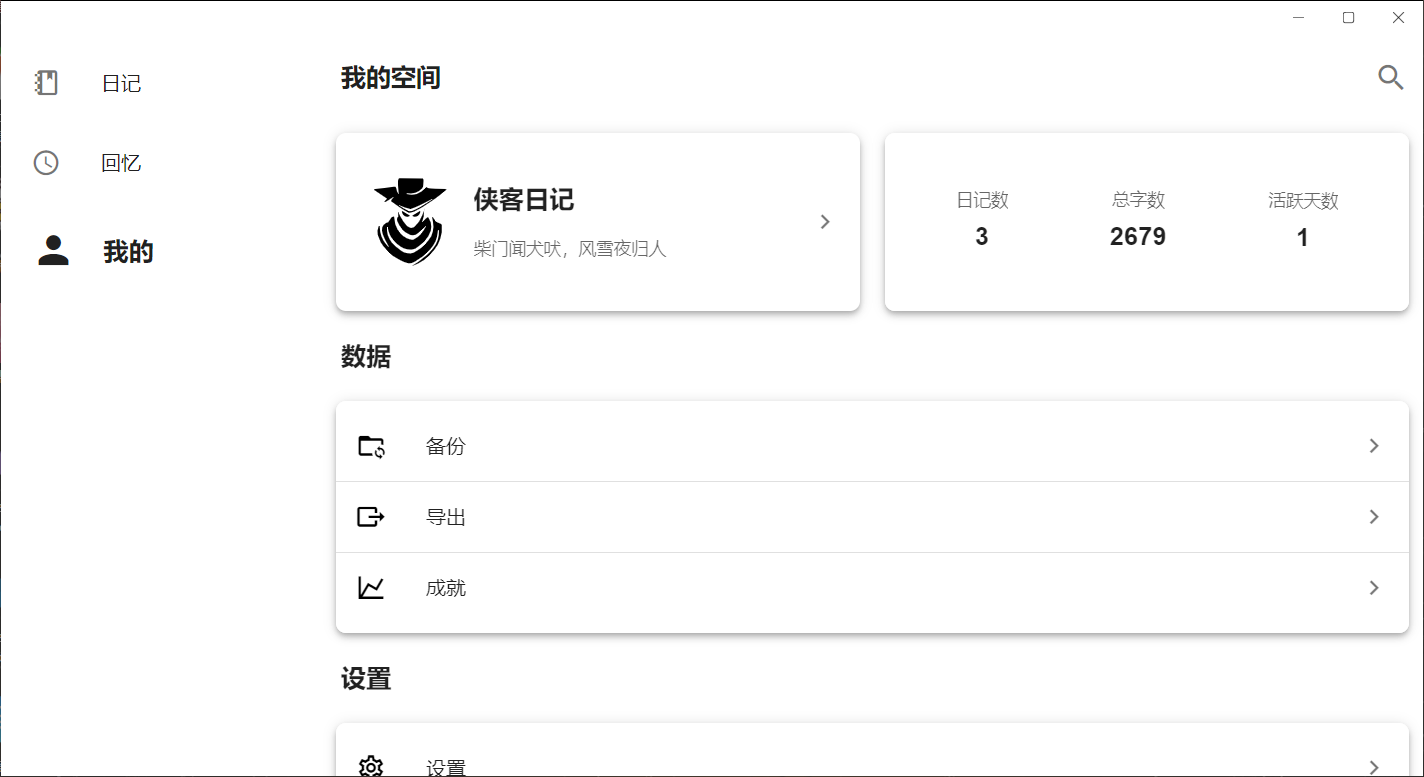 日记
回忆
我的
我的空间
侠客日记
柴门闻犬吠，风雪夜归人
日记数
3
总字数
2679
活跃天数
1
数据
备份
导出
成就
设置
设置